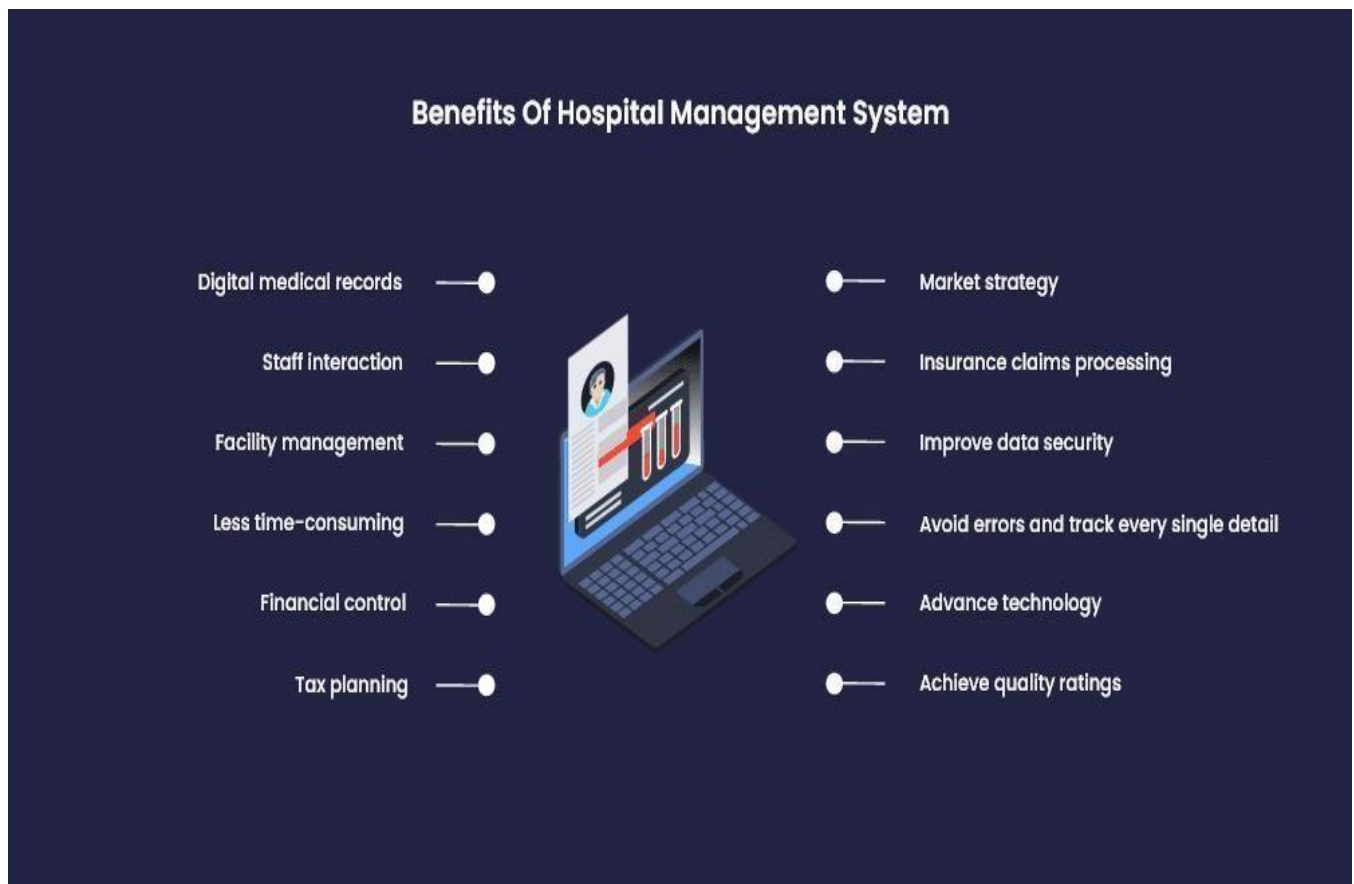 Benefits Of Hospital Management System
Digital medical records
Staff interaction
Facility management
Less time-consuming
Financial control
Tax planning
Market strategy
Insurance claims processing
Improve data security
Avoid errors and track every single detail
Advance technology
Achieve quality ratings